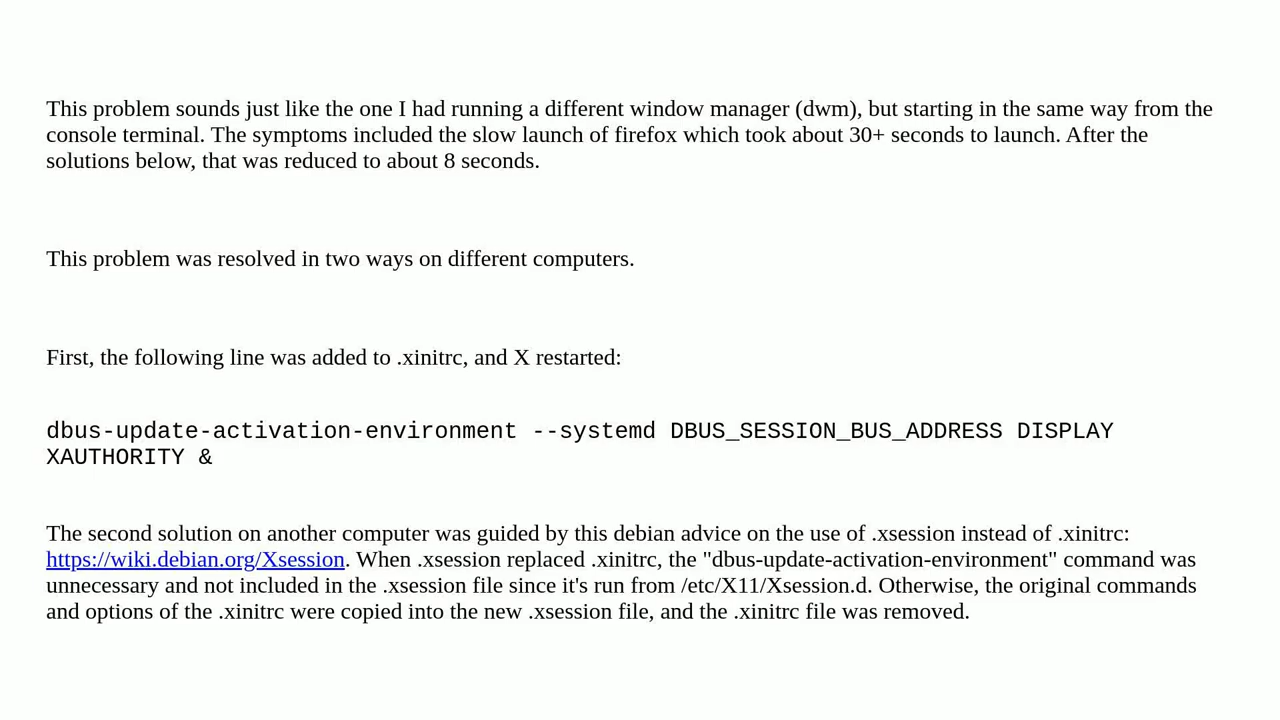 This problem sounds just like the one I had running a different window manager (dwm), but starting in the same way from the
console terminal. The symptoms included the slow launch of firefox which took about 30+ seconds to launch. After the
solutions below, that was reduced to about 8 seconds.
This problem was resolved in two ways on different computers.
First, the following line was added to .xinitrc, and X restarted:
dbus-update-activation-environment --systemd DBUS_SESSION_BUS_ADDRESS DISPLAY
XAUTHORITY &
The second solution on another computer was guided by this debian advice on the use of .xsession instead of .xinitrc:
https://wiki.debian.org/Xsession. When .xsession replaced .xinitrc, the "dbus-update-activation-environment" command was
unnecessary and not included in the .xsession file since it's run from /etc/X11/Xsession.d. Otherwise, the original commands
and options of the .xinitrc were copied into the new .xsession file, and the .xinitrc file was removed.